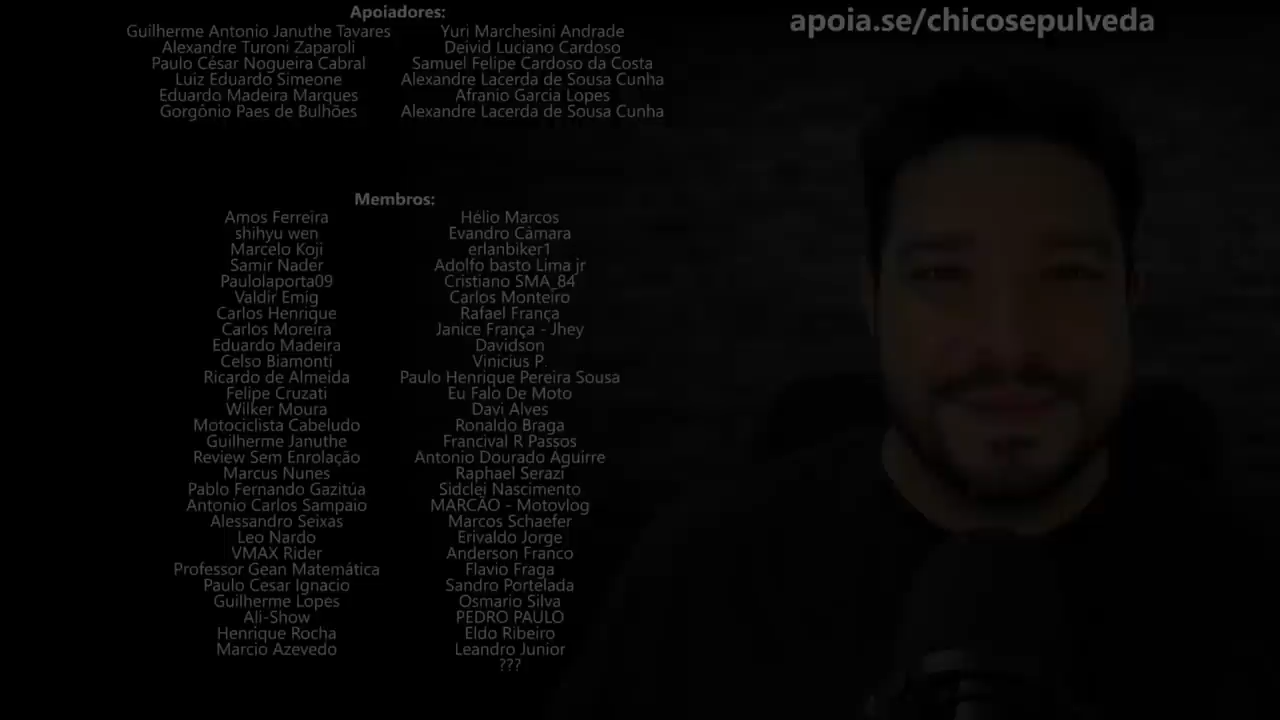 Apoiadores:
apoia.se/chicosepulveda
Guilherme Antonio Januthe Tavares
Alexandre Turoni Zaparoli
Paulo César Nogueira Cabral
Luiz Eduardo Simeone
Eduardo Madeira Marques
Gorgônio Paes de Bulhões
Yuri Marchesini Andrade
Deivid Luciano Cardoso
Samuel Felipe Cardoso da Costa
Alexandre Lacerda de Sousa Cunha
Afranio Garcia Lopes
Alexandre Lacerda de Sousa Cunha
Membros:
Amos Ferreira
shihyu wen
Marcelo Koji
Samir Nader
Paulolaporta09
Valdir Emig
Carlos Henrique
Carlos Moreira
Eduardo Madeira
Celso Biamonti
Ricardo de Almeida
Felipe Cruzati
Wilker Moura
Motociclista Cabeludo
Guilherme Januthe
Review Sem Enrolação
Marcus Nunes
Pablo Fernando Gazitúa
Antonio Carlos Sampaio
Alessandro Seixas
Leo Nardo
VMAX Rider
Professor Gean Matemática
Paulo Cesar Ignacio
Guilherme Lopes
Ali-Show
Henrique Rocha
Marcio Azevedo
Hélio Marcos
Evandro Câmara
erlanbiker1
Adolfo basto Lima jr
Cristiano SMA_84
Carlos Monteiro
Rafael França
Janice França - Jhey
Davidson
Vinicius P.
Paulo Henrique Pereira Sousa
Eu Falo De Moto
Davi Alves
Ronaldo Braga
Francival R Passos
Antonio Dourado Aguirre
Raphael Serazi
Sidclei Nascimento
MARCÃO - Motovlog
Marcos Schaefer
Erivaldo Jorge
Anderson Franco
Flavio Fraga
Sandro Portelada
Osmario Silva
PEDRO PAULO
Eldo Ribeiro
Leandro Junior
???